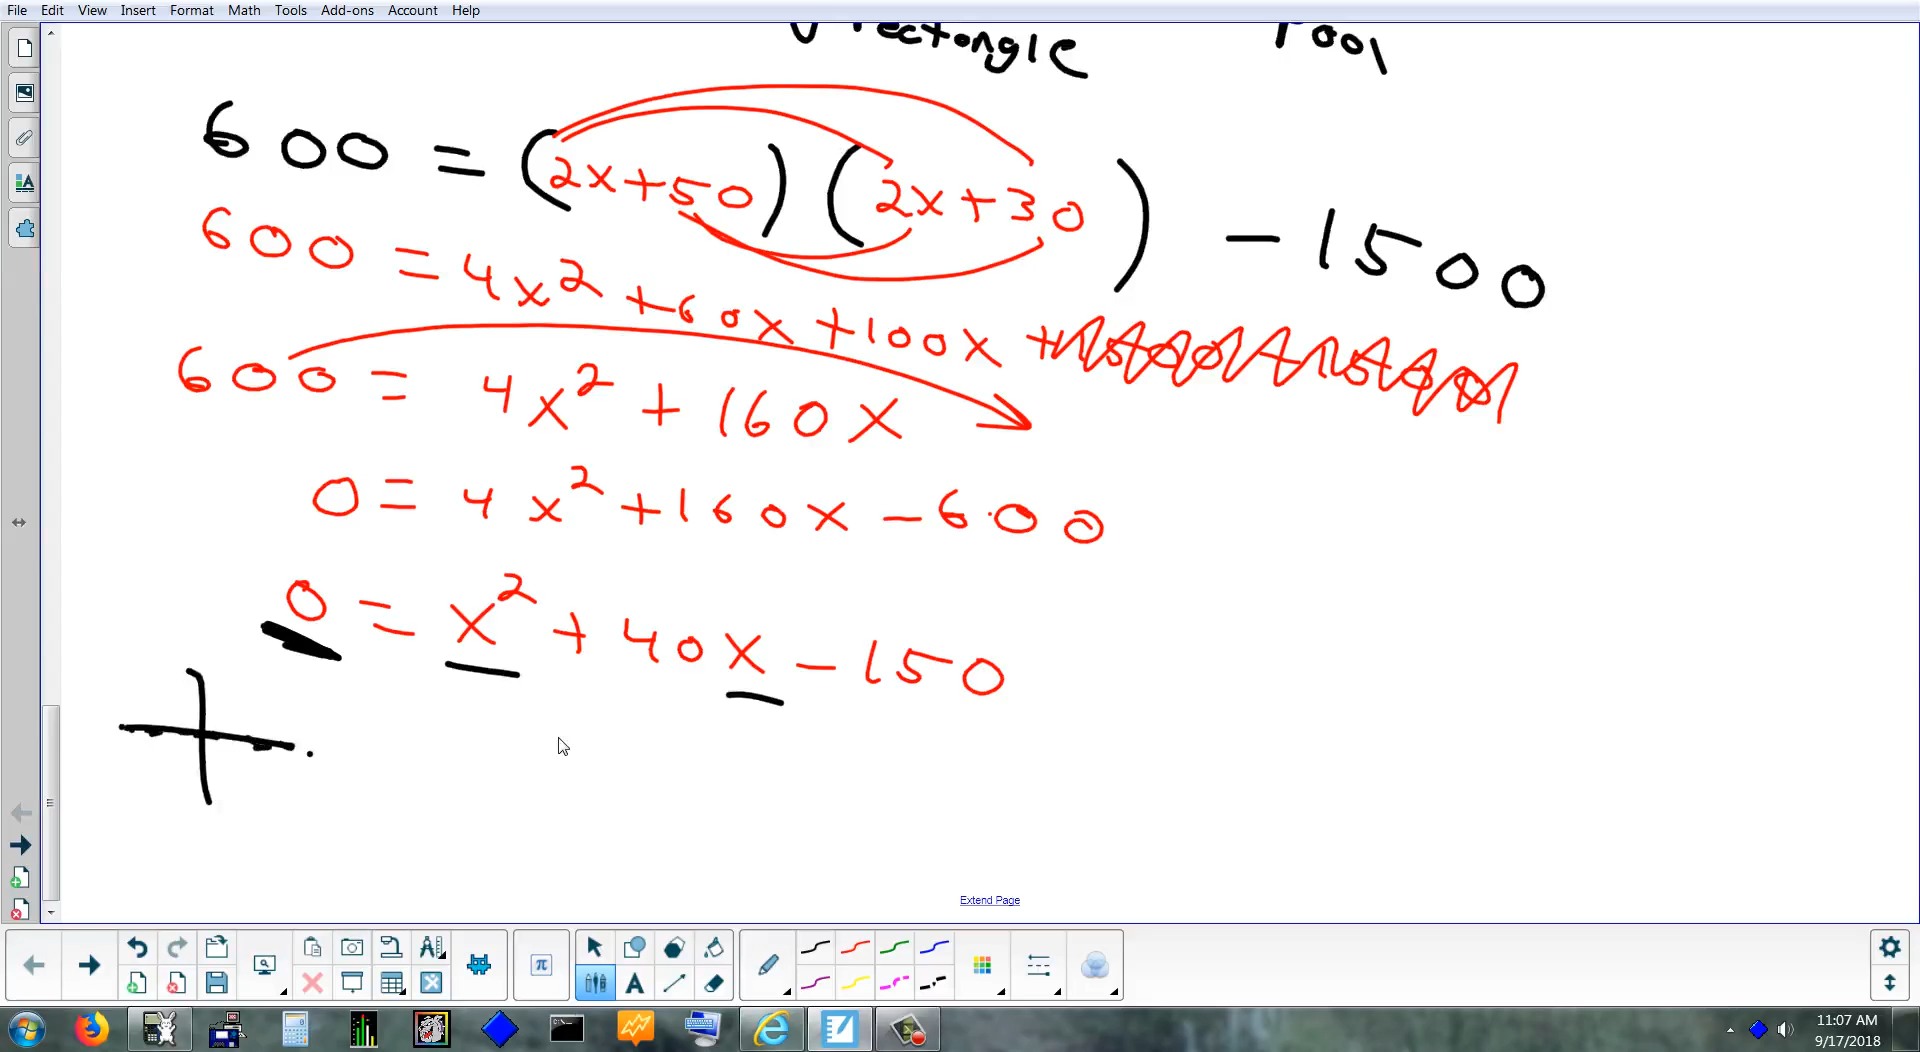 File Edit View Insert Format Math Tools Add-ons Account Help
rectangle Pool
600 = (2x+50)(2x+30) - 1500
600 = 4x² + 60x + 100x + 1500 - 1500
600 = 4x² + 160x
0 = 4x² + 160x - 600
0 = x² + 40x - 150
Extend Page
11:07 AM
9/17/2018